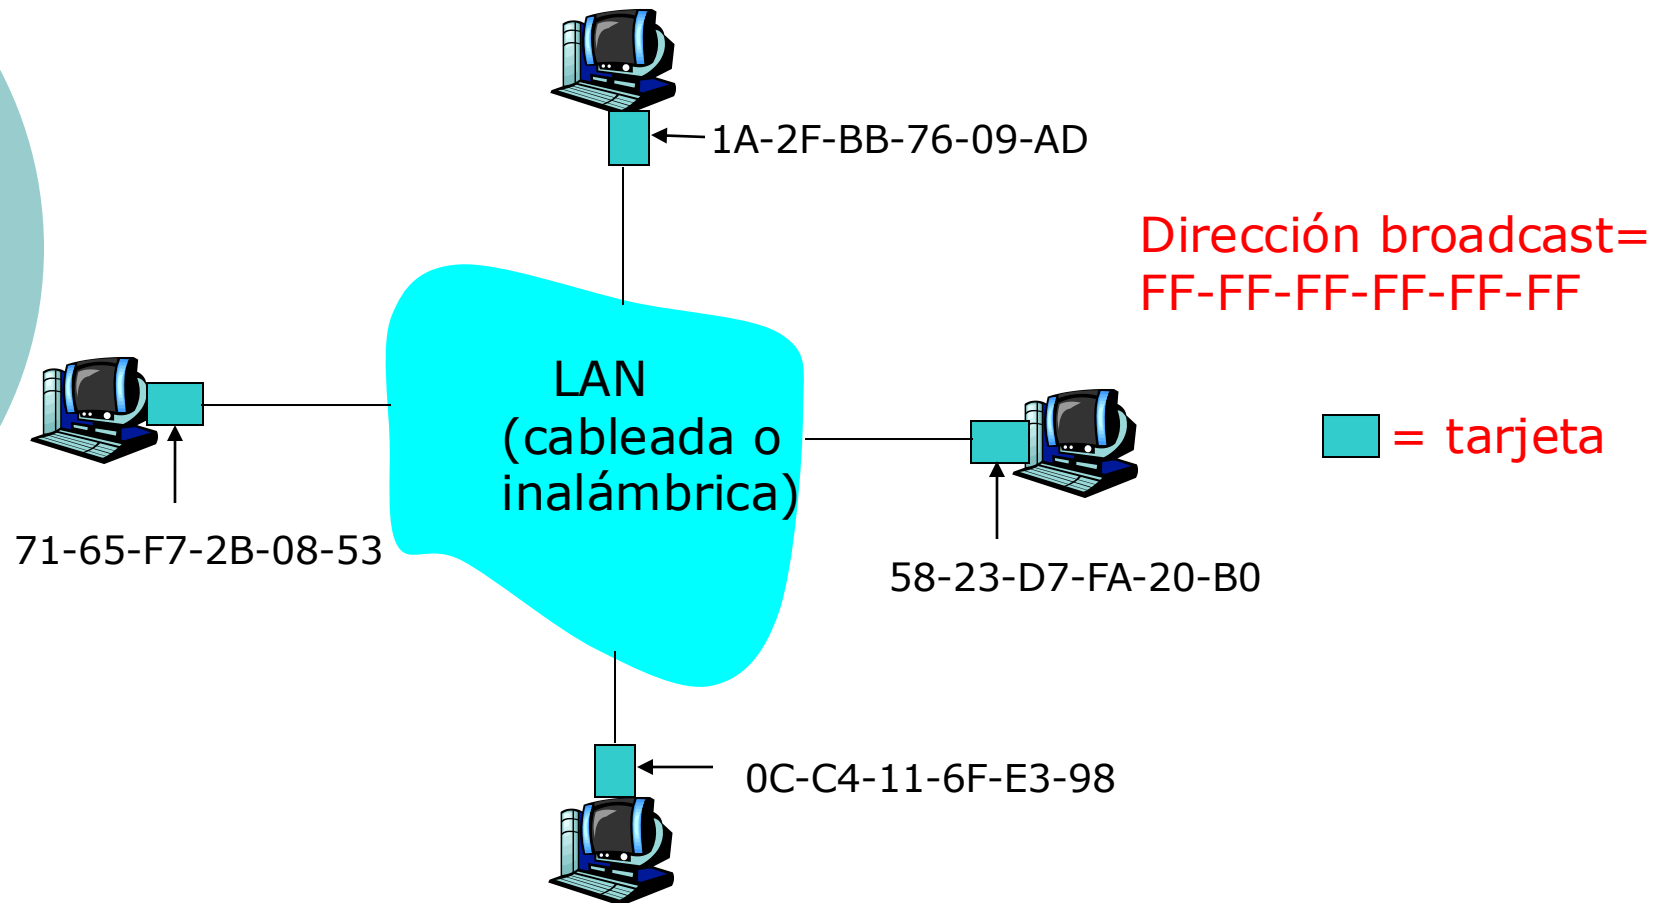 1A-2F-BB-76-09-AD
Dirección broadcast=
FF-FF-FF-FF-FF-FF
LAN
(cableada o
inalámbrica)
= tarjeta
71-65-F7-2B-08-53
58-23-D7-FA-20-B0
0C-C4-11-6F-E3-98